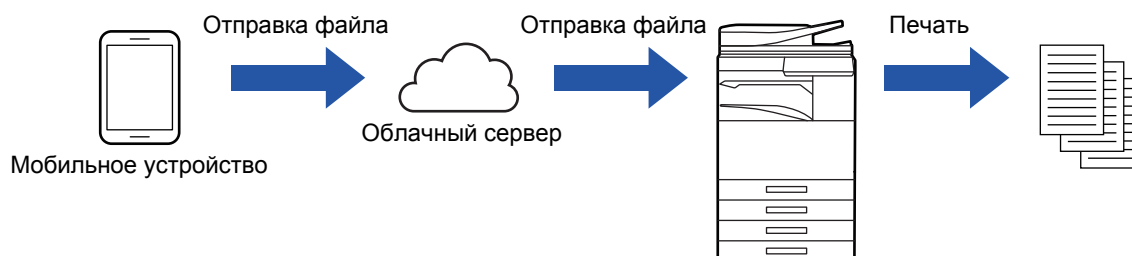 Отправка файла
Отправка файла
Печать
Облачный сервер
Мобильное устройство